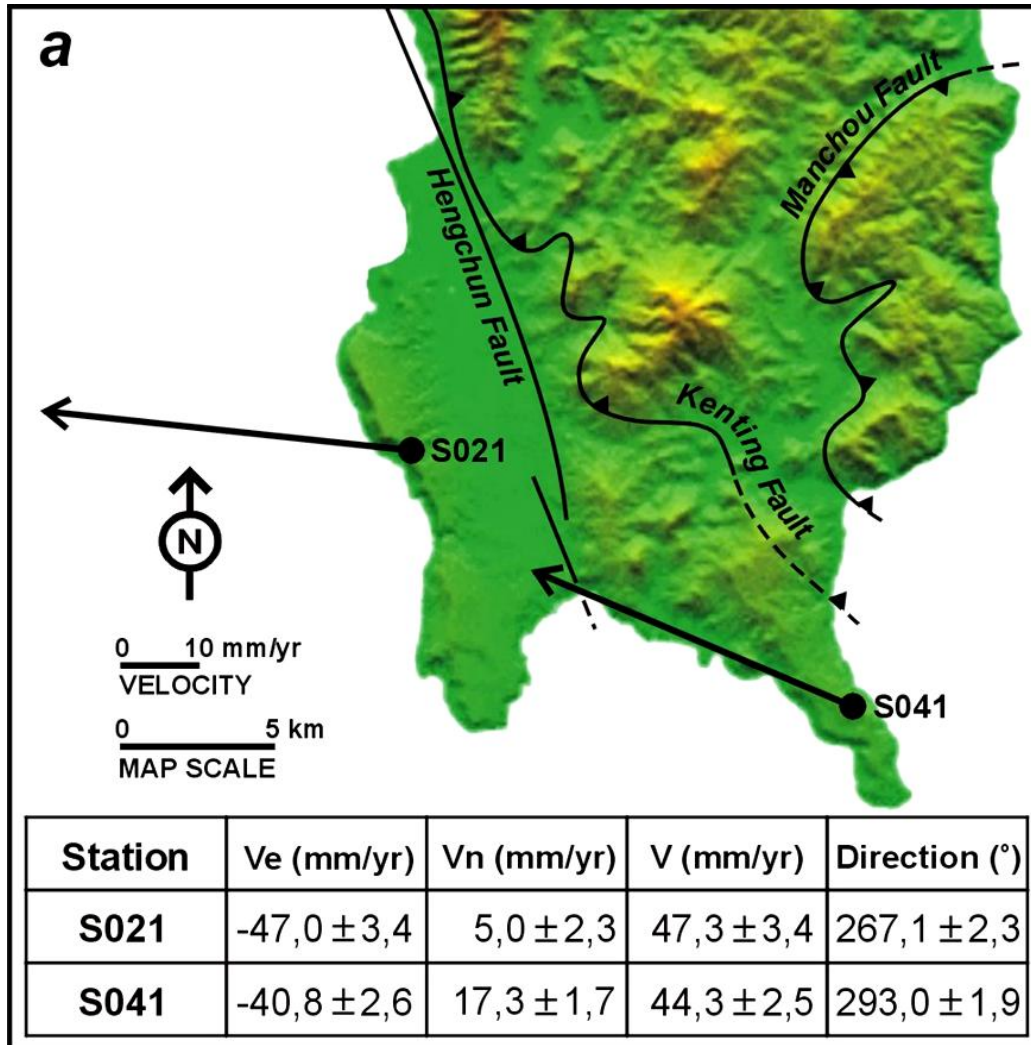 a
Manchou Fault
Hengchun Fault
S021
Kenting Fault
N
0 10 mm/yr
VELOCITY
S041
0 5 km
MAP SCALE
Station Ve (mm/yr) Vn (mm/yr) V (mm/yr) Direction (°)
S021 -47,0 ± 3,4 5,0 ± 2,3 47,3 ± 3,4 267,1 ± 2,3
S041 -40,8 ± 2,6 17,3 ± 1,7 44,3 ± 2,5 293,0 ± 1,9